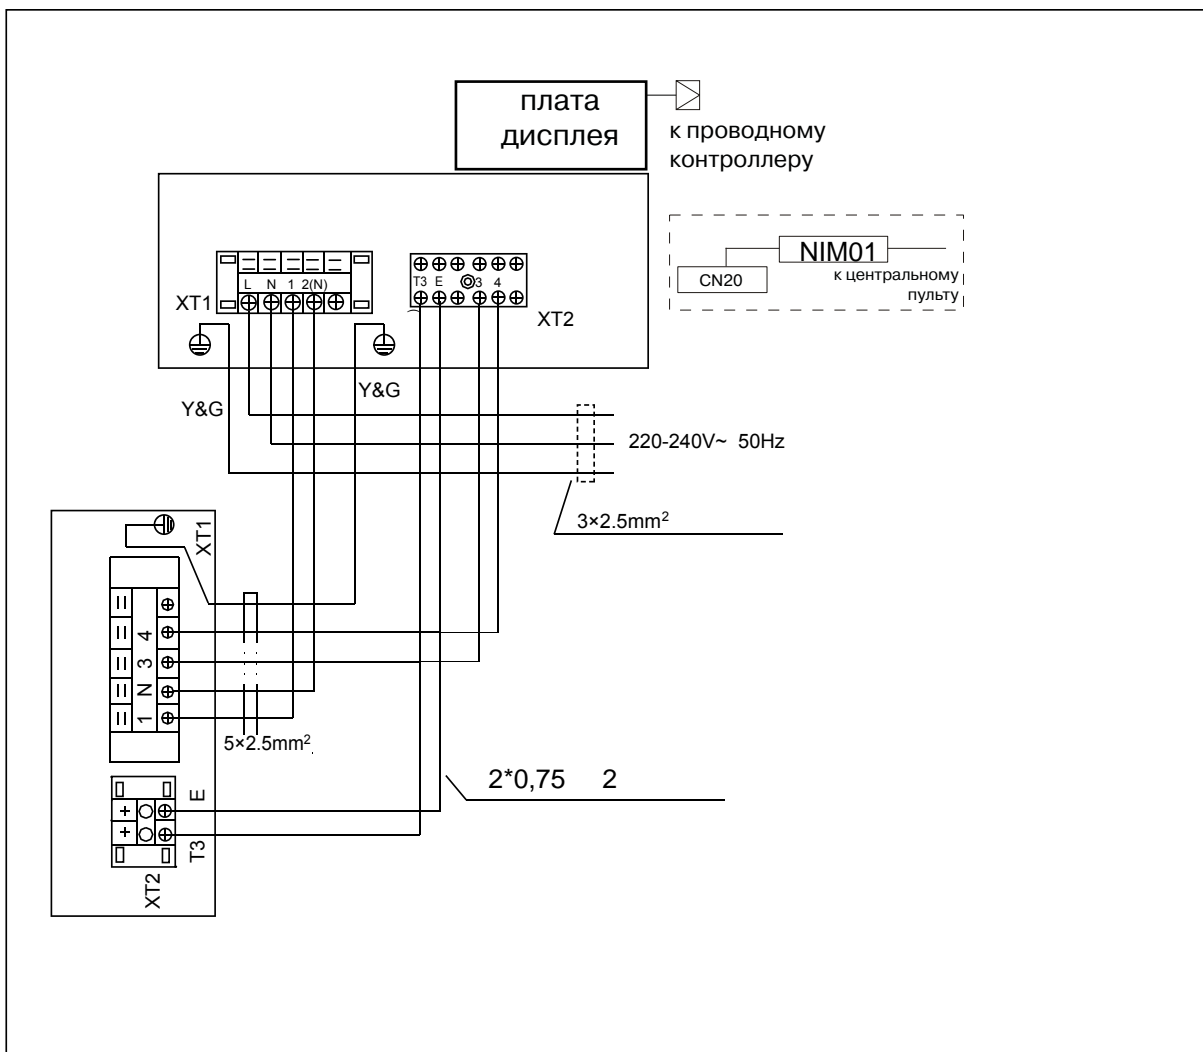 плата
дисплея
к проводному
контроллеру
NIM01
CN20
к центральному
пульту
L N 1 2(N)
XT1
T3 E 3 4
XT2
Y&G
Y&G
220-240V~ 50Hz
3×2.5mm²
XT1
4
3
N
1
5×2.5mm²
2*0,75 2
E
T3
XT2